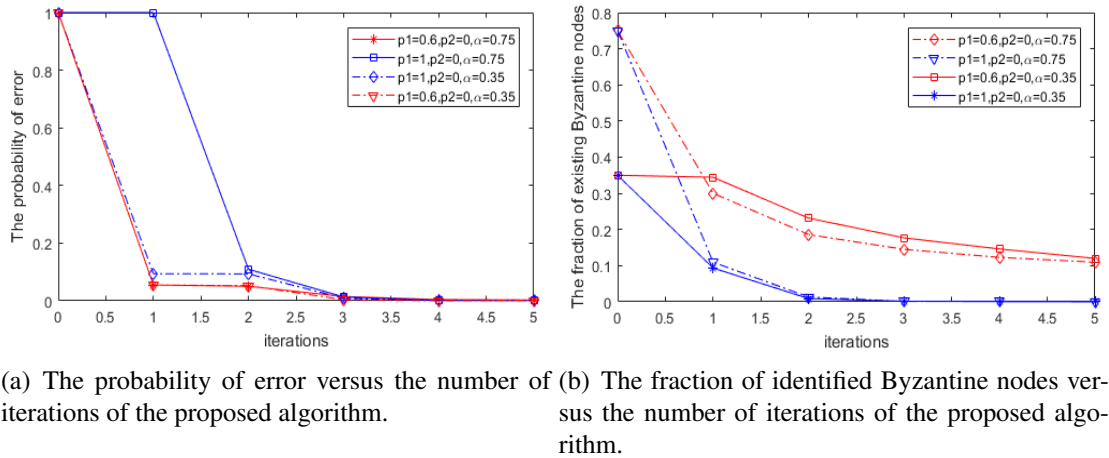 The probability of error
1
0.8
0.6
0.4
0.2
0
0 0.5 1 1.5 2 2.5 3 3.5 4 4.5 5
iterations
p1=0.6,p2=0,α=0.75
p1=1,p2=0,α=0.75
p1=1,p2=0,α=0.35
p1=0.6,p2=0,α=0.35
(a) The probability of error versus the number of
iterations of the proposed algorithm.
The fraction of existing Byzantine nodes
0.8
0.7
0.6
0.5
0.4
0.3
0.2
0.1
0
0 0.5 1 1.5 2 2.5 3 3.5 4 4.5 5
iterations
p1=0.6,p2=0,α=0.75
p1=1,p2=0,α=0.75
p1=0.6,p2=0,α=0.35
p1=1,p2=0,α=0.35
(b) The fraction of identified Byzantine nodes ver-
sus the number of iterations of the proposed algo-
rithm.